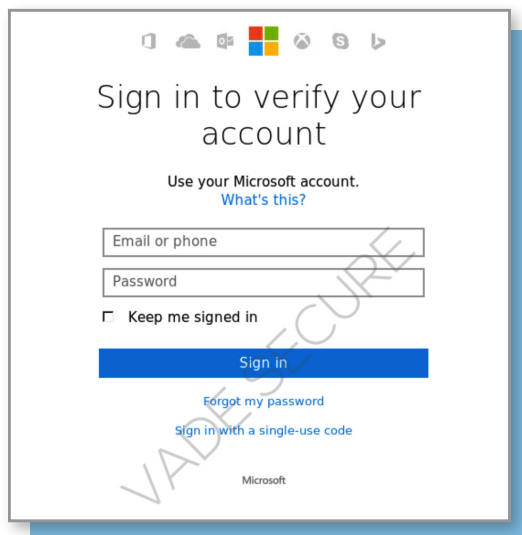 Sign in to verify your
account
Use your Microsoft account.
What's this?
Email or phone
Password
Keep me signed in
Sign in
Forgot my password
Sign in with a single-use code
Microsoft
VADE SECURE